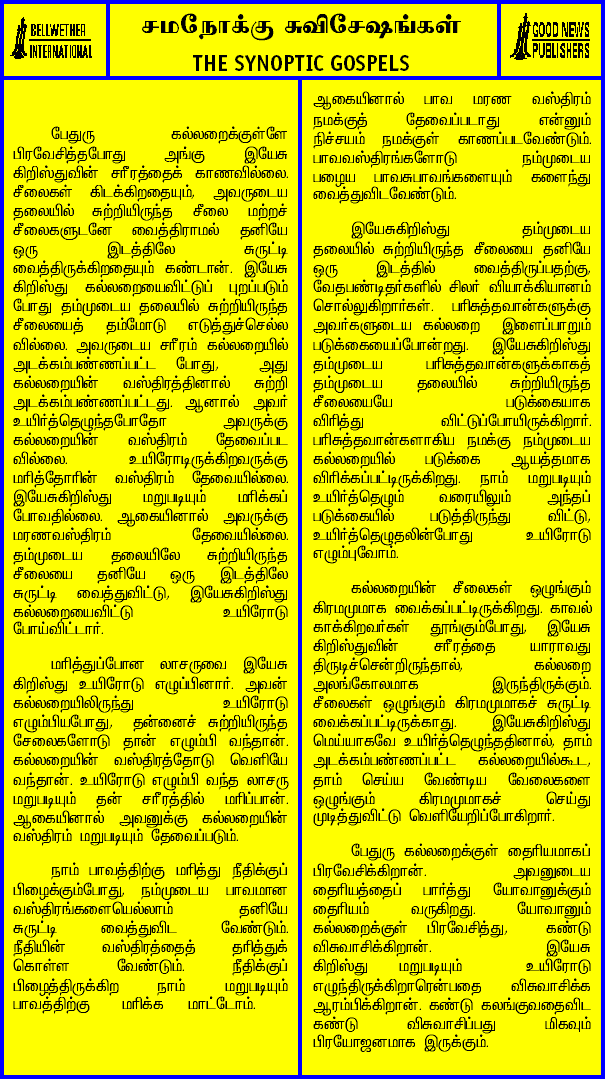 BELLWETHER
INTERNATIONAL
சமநோக்கு சுவிசேஷங்கள்
THE SYNOPTIC GOSPELS
GOOD NEWS
PUBLISHERS
பேதுரு கல்லறைக்குள்ளே
பிரவேசித்தபோது அங்கு இயேசு
கிறிஸ்துவின் சரீரத்தைக் காணவில்லை.
சீலைகள் கிடக்கிறதையும், அவருடைய
தலையில் சுற்றியிருந்த சீலை மற்றச்
சீலைகளுடனே வைத்திராமல் தனியே
ஒரு இடத்திலே சுருட்டி
வைத்திருக்கிறதையும் கண்டான். இயேசு
கிறிஸ்து கல்லறையைவிட்டுப் புறப்படும்
போது தம்முடைய தலையில் சுற்றியிருந்த
சீலையைத் தம்மோடு எடுத்துச்செல்ல
வில்லை. அவருடைய சரீரம் கல்லறையில்
அடக்கம்பண்ணப்பட்ட போது, அது
கல்லறையின் வஸ்திரத்தினால் சுற்றி
அடக்கம்பண்ணப்பட்டது. ஆனால் அவர்
உயிர்த்தெழுந்தபோதோ அவருக்கு
கல்லறையின் வஸ்திரம் தேவைப்பட
வில்லை. உயிரோடிருக்கிறவருக்கு
மரித்தோரின் வஸ்திரம் தேவையில்லை.
இயேசுகிறிஸ்து மறுபடியும் மரிக்கப்
போவதில்லை. ஆகையினால் அவருக்கு
மரணவஸ்திரம் தேவையில்லை.
தம்முடைய தலையிலே சுற்றியிருந்த
சீலையை தனியே ஒரு இடத்திலே
சுருட்டி வைத்துவிட்டு, இயேசுகிறிஸ்து
கல்லறையைவிட்டு உயிரோடு
போய்விட்டார்.
மரித்துப்போன லாசருவை இயேசு
கிறிஸ்து உயிரோடு எழுப்பினார். அவன்
கல்லறையிலிருந்து உயிரோடு
எழும்பியபோது, தன்னைச் சுற்றியிருந்த
சேலைகளோடு தான் எழும்பி வந்தான்.
கல்லறையின் வஸ்திரத்தோடு வெளியே
வந்தான். உயிரோடு எழும்பி வந்த லாசரு
மறுபடியும் தன் சரீரத்தில் மரிப்பான்.
ஆகையினால் அவனுக்கு கல்லறையின்
வஸ்திரம் மறுபடியும் தேவைப்படும்.
நாம் பாவத்திற்கு மரித்து நீதிக்குப்
பிழைக்கும்போது, நம்முடைய பாவமான
வஸ்திரங்களையெல்லாம் தனியே
சுருட்டி வைத்துவிட வேண்டும்.
நீதியின் வஸ்திரத்தைத் தரித்துக்
கொள்ள வேண்டும். நீதிக்குப்
பிழைத்திருக்கிற நாம் மறுபடியும்
பாவத்திற்கு மரிக்க மாட்டோம்.
ஆகையினால் பாவ மரண வஸ்திரம்
நமக்குத் தேவைப்படாது என்னும்
நிச்சயம் நமக்குள் காணப்படவேண்டும்.
பாவவஸ்திரங்களோடு நம்முடைய
பழைய பாவசுபாவங்களையும் களைந்து
வைத்துவிடவேண்டும்.
இயேசுகிறிஸ்து தம்முடைய
தலையில் சுற்றியிருந்த சீலையை தனியே
ஒரு இடத்தில் வைத்திருப்பதற்கு,
வேதபண்டிதர்களில் சிலர் வியாக்கியானம்
சொல்லுகிறார்கள். பரிசுத்தவான்களுக்கு
அவர்களுடைய கல்லறை இளைப்பாறும்
படுக்கையைப்போன்றது. இயேசுகிறிஸ்து
தம்முடைய பரிசுத்தவான்களுக்காகத்
தம்முடைய தலையில் சுற்றியிருந்த
சீலையையே படுக்கையாக
விரித்து விட்டுப்போயிருக்கிறார்.
பரிசுத்தவான்களாகிய நமக்கு நம்முடைய
கல்லறையில் படுக்கை ஆயத்தமாக
விரிக்கப்பட்டிருக்கிறது. நாம் மறுபடியும்
உயிர்த்தெழும் வரையிலும் அந்தப்
படுக்கையில் படுத்திருந்து விட்டு,
உயிர்த்தெழுதலின்போது உயிரோடு
எழும்புவோம்.
கல்லறையின் சீலைகள் ஒழுங்கும்
கிரமமுமாக வைக்கப்பட்டிருக்கிறது. காவல்
காக்கிறவர்கள் தூங்கும்போது, இயேசு
கிறிஸ்துவின் சரீரத்தை யாராவது
திருடிச்சென்றிருந்தால், கல்லறை
அலங்கோலமாக இருந்திருக்கும்.
சீலைகள் ஒழுங்கும் கிரமமுமாகச் சுருட்டி
வைக்கப்பட்டிருக்காது. இயேசுகிறிஸ்து
மெய்யாகவே உயிர்த்தெழுந்ததினால், தாம்
அடக்கம்பண்ணப்பட்ட கல்லறையில்கூட,
தாம் செய்ய வேண்டிய வேலைகளை
ஒழுங்கும் கிரமமுமாகச் செய்து
முடித்துவிட்டு வெளியேறிப்போகிறார்.
பேதுரு கல்லறைக்குள் தைரியமாகப்
பிரவேசிக்கிறான். அவனுடைய
தைரியத்தைப் பார்த்து யோவானுக்கும்
தைரியம் வருகிறது. யோவானும்
கல்லறைக்குள் பிரவேசித்து, கண்டு
விசுவாசிக்கிறான். இயேசு
கிறிஸ்து மறுபடியும் உயிரோடு
எழுந்திருக்கிறாரென்பதை விசுவாசிக்க
ஆரம்பிக்கிறான். கண்டு கலங்குவதைவிட
கண்டு விசுவாசிப்பது மிகவும்
பிரயோஜனமாக இருக்கும்.